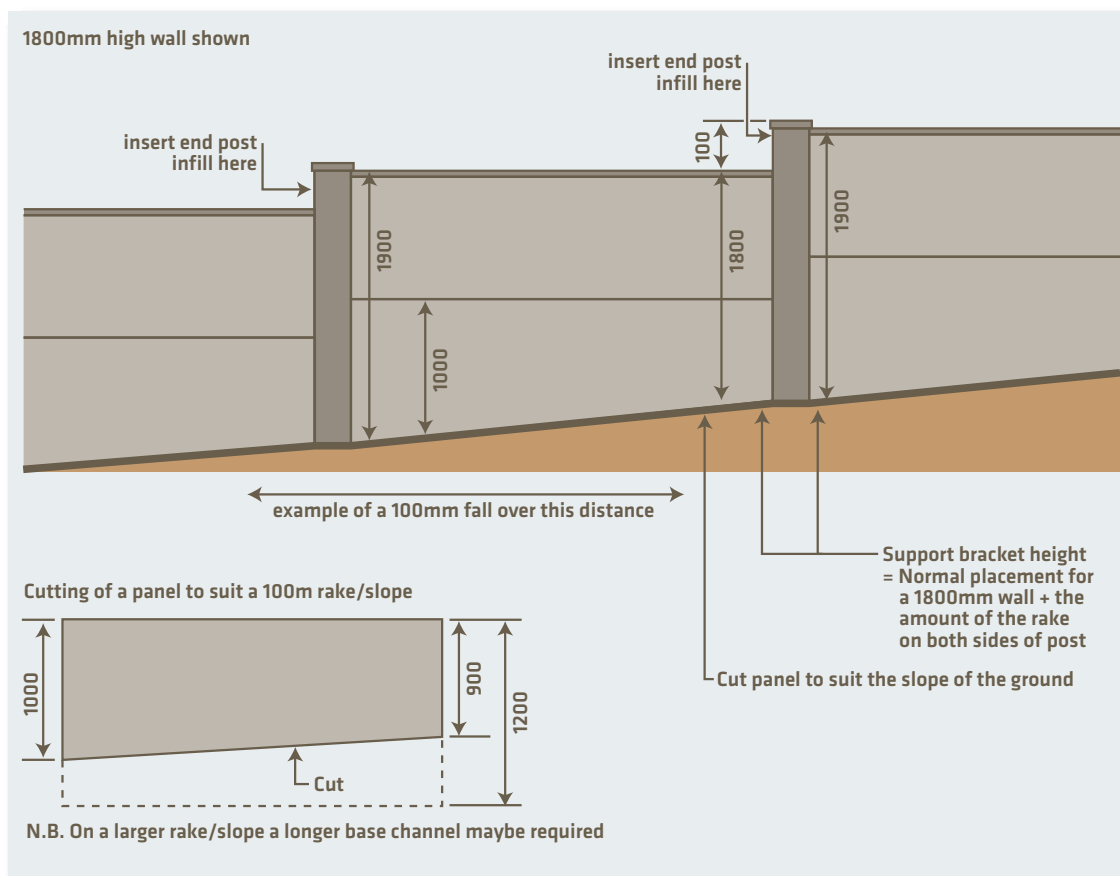 1800mm high wall shown
insert end post
infill here
insert end post
infill here
100
1900
1800
1900
1000
example of a 100mm fall over this distance
Support bracket height
= Normal placement for
a 1800mm wall + the
amount of the rake
on both sides of post
Cutting of a panel to suit a 100m rake/slope
1000
900
1200
Cut panel to suit the slope of the ground
Cut
N.B. On a larger rake/slope a longer base channel maybe required